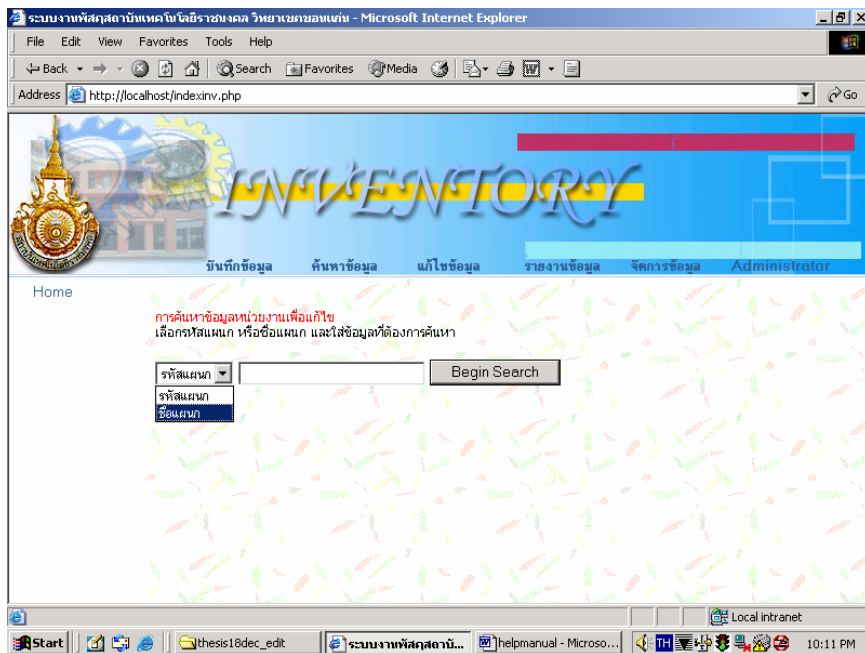 ระบบงานพัสดุสถาบันเทคโนโลยีราชมงคล วิทยาเขตขอนแก่น - Microsoft Internet Explorer
File Edit View Favorites Tools Help
Back Search Favorites Media
Address http://localhost/indexinv.php Go
INVENTORY
บันทึกข้อมูล ค้นหาข้อมูล แก้ไขข้อมูล รายงานข้อมูล จัดการข้อมูล Administrator
Home
การค้นหาข้อมูลหน่วยงานเพื่อแก้ไข
เลือกรหัสแผนก หรือชื่อแผนก และใส่ข้อมูลที่ต้องการค้นหา
รหัสแผนก Begin Search
รหัสแผนก
ชื่อแผนก
Local intranet
Start thesis18dec_edit ระบบงานพัสดุสถาบั... helpmanual - Microso... TH 10:11 PM